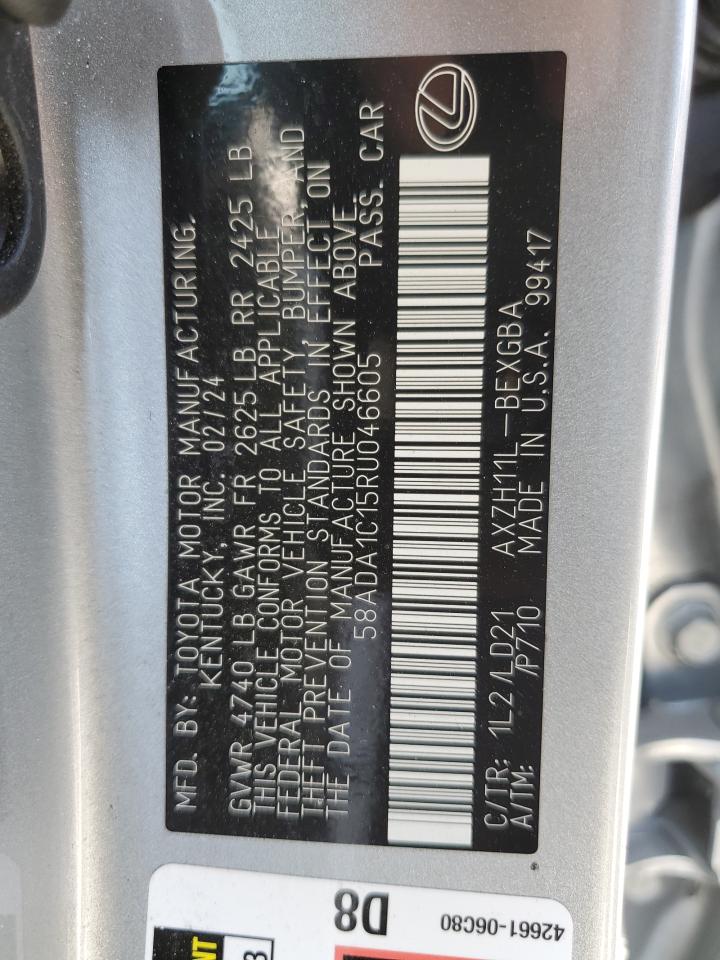 MFD. BY: TOYOTA MOTOR MANUFACTURING.
KENTUCKY, INC. 02/24
GVWR 4740 LB GAWR FR 2625 LB RR 2425 LB
THIS VEHICLE CONFORMS TO ALL APPLICABLE
FEDERAL MOTOR VEHICLE SAFETY, BUMPER, AND
THEFT PREVENTION STANDARDS IN EFFECT ON
THE DATE OF MANUFACTURE SHOWN ABOVE.
58ADA1C15RU046605 PASS. CAR
C/TR: 1L2/LD21 AXZH11L-BEXGBA
A/TM: /P710 MADE IN U.S.A. 99417
D8
42661-06C80